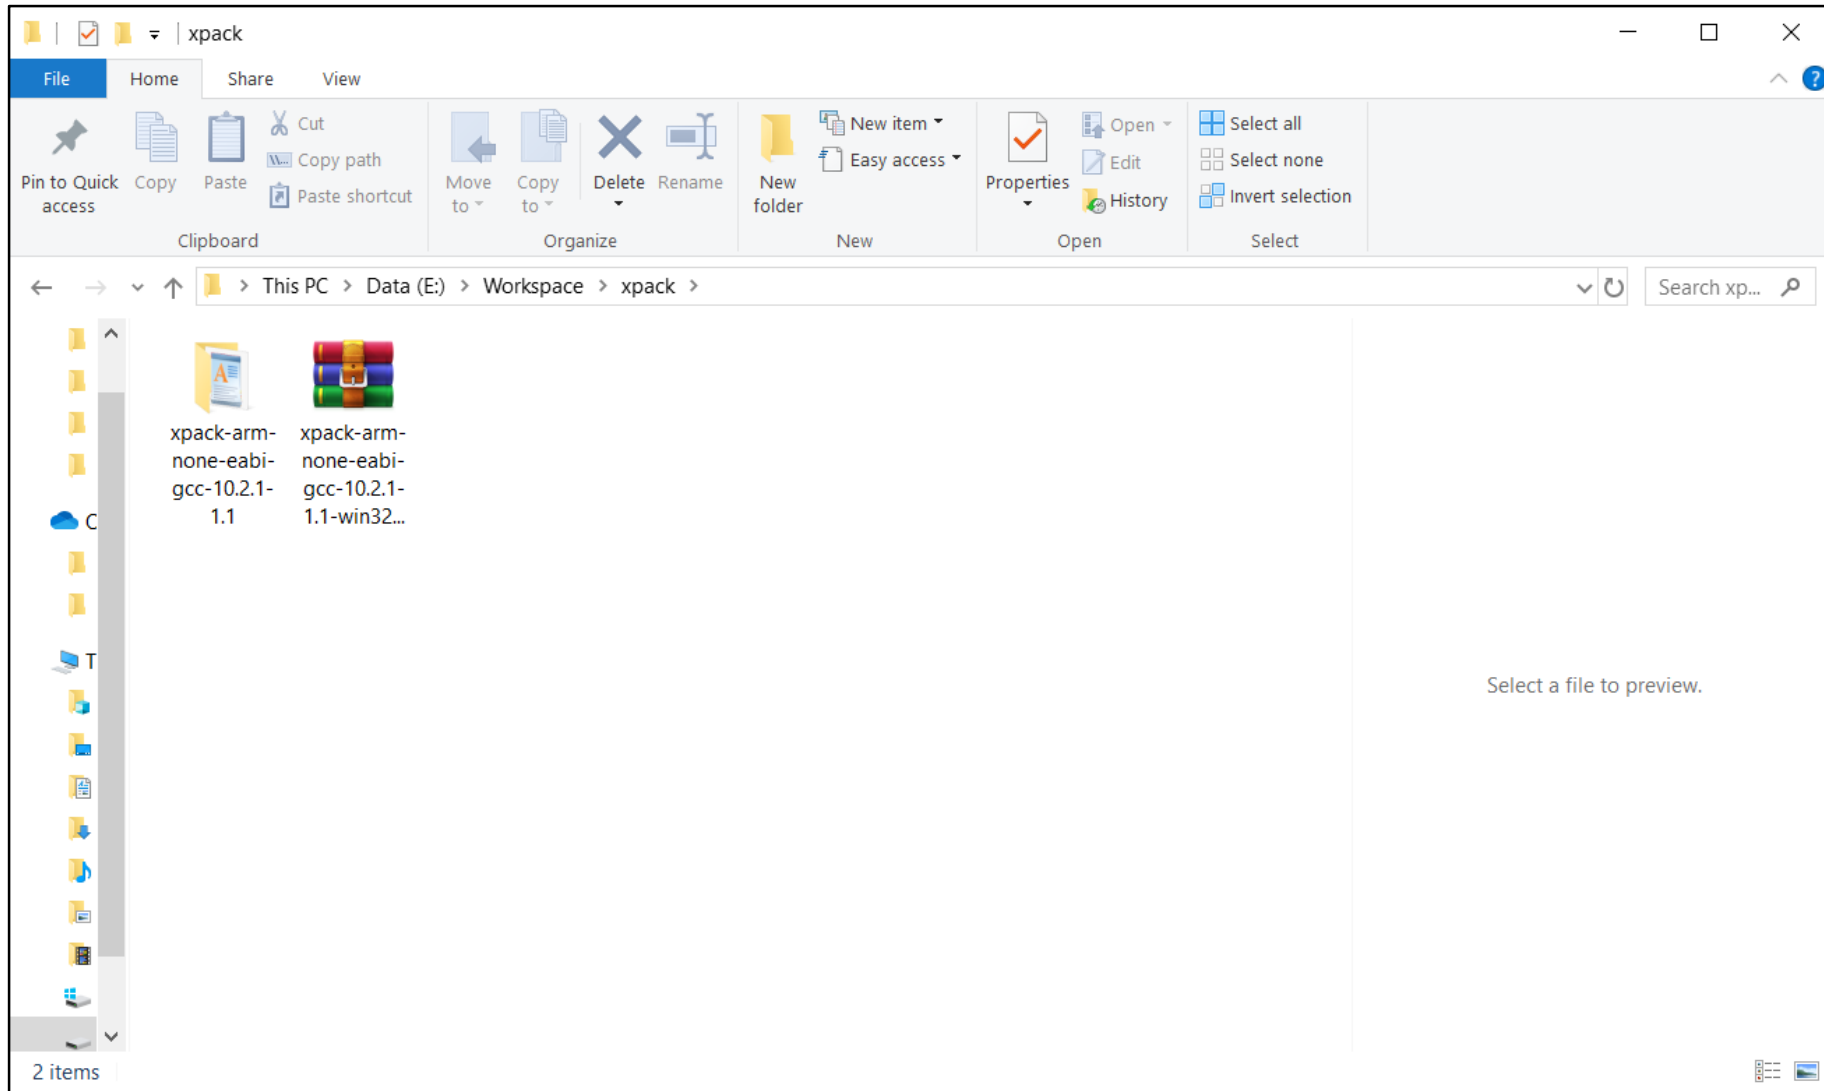 xpack
File
Home
Share
View
Pin to Quick
access
Copy
Paste
Cut
Copy path
Paste shortcut
Clipboard
Move
to
Copy
to
Delete
Rename
Organize
New
folder
New item
Easy access
New
Properties
Open
Edit
History
Open
Select all
Select none
Invert selection
Select
This PC > Data (E:) > Workspace > xpack >
Search xp...
C
T
xpack-arm-
none-eabi-
gcc-10.2.1-
1.1
xpack-arm-
none-eabi-
gcc-10.2.1-
1.1-win32...
Select a file to preview.
2 items